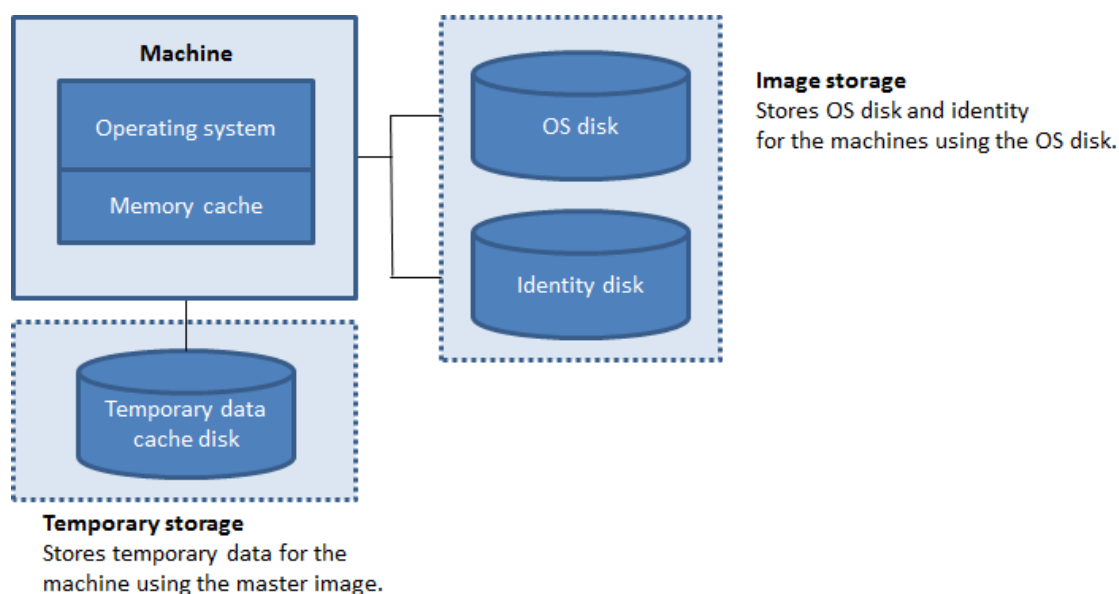 Machine
Operating system
Memory cache
OS disk
Identity disk
Image storage
Stores OS disk and identity
for the machines using the OS disk.
Temporary data
cache disk
Temporary storage
Stores temporary data for the
machine using the master image.